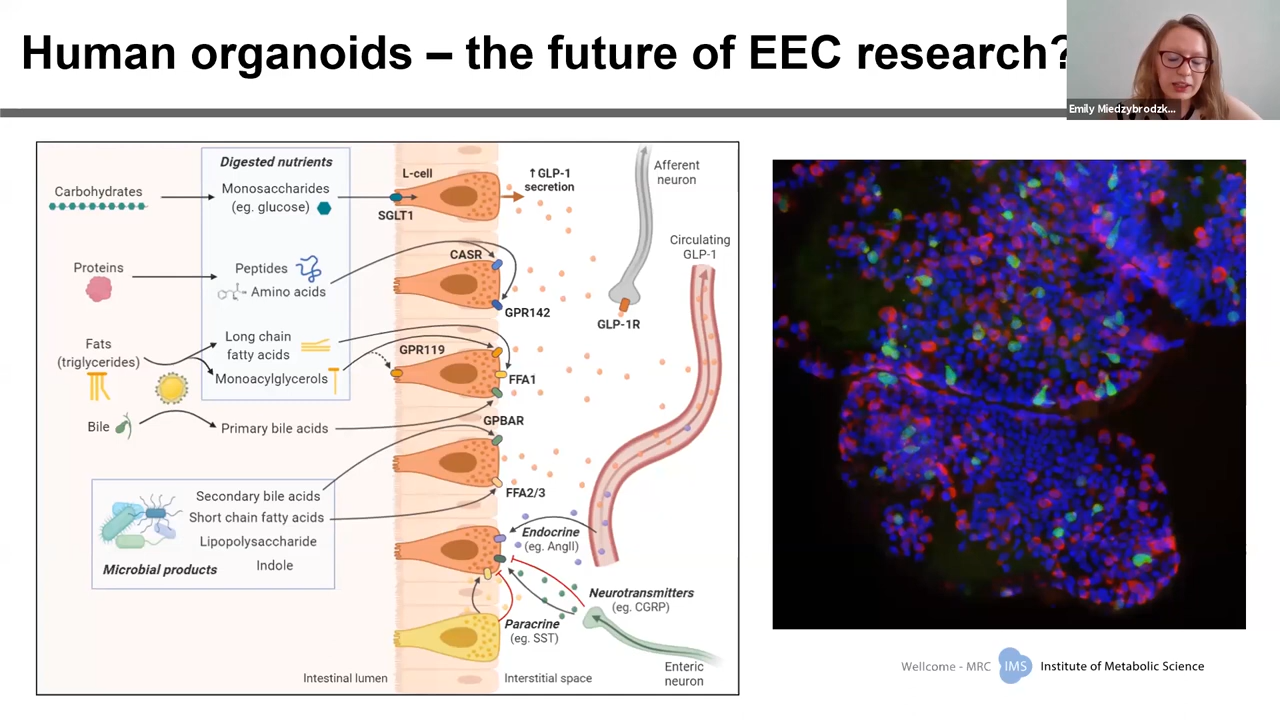 Human organoids – the future of EEC research?
Emily Miedzybrodzk...
Digested nutrients
Carbohydrates
Monosaccharides
(eg. glucose)
L-cell
SGLT1
↑GLP-1
secretion
Afferent
neuron
Proteins
Peptides
Amino acids
CASR
GPR142
Circulating
GLP-1
GLP-1R
Fats
(triglycerides)
Long chain
fatty acids
Monoacylglycerols
GPR119
FFA1
Bile
Primary bile acids
GPBAR
Secondary bile acids
Short chain fatty acids
Lipopolysaccharide
Indole
Microbial products
FFA2/3
Endocrine
(eg. AngII)
Neurotransmitters
(eg. CGRP)
Paracrine
(eg. SST)
Enteric
neuron
Intestinal lumen
Interstitial space
Wellcome - MRC IMS Institute of Metabolic Science